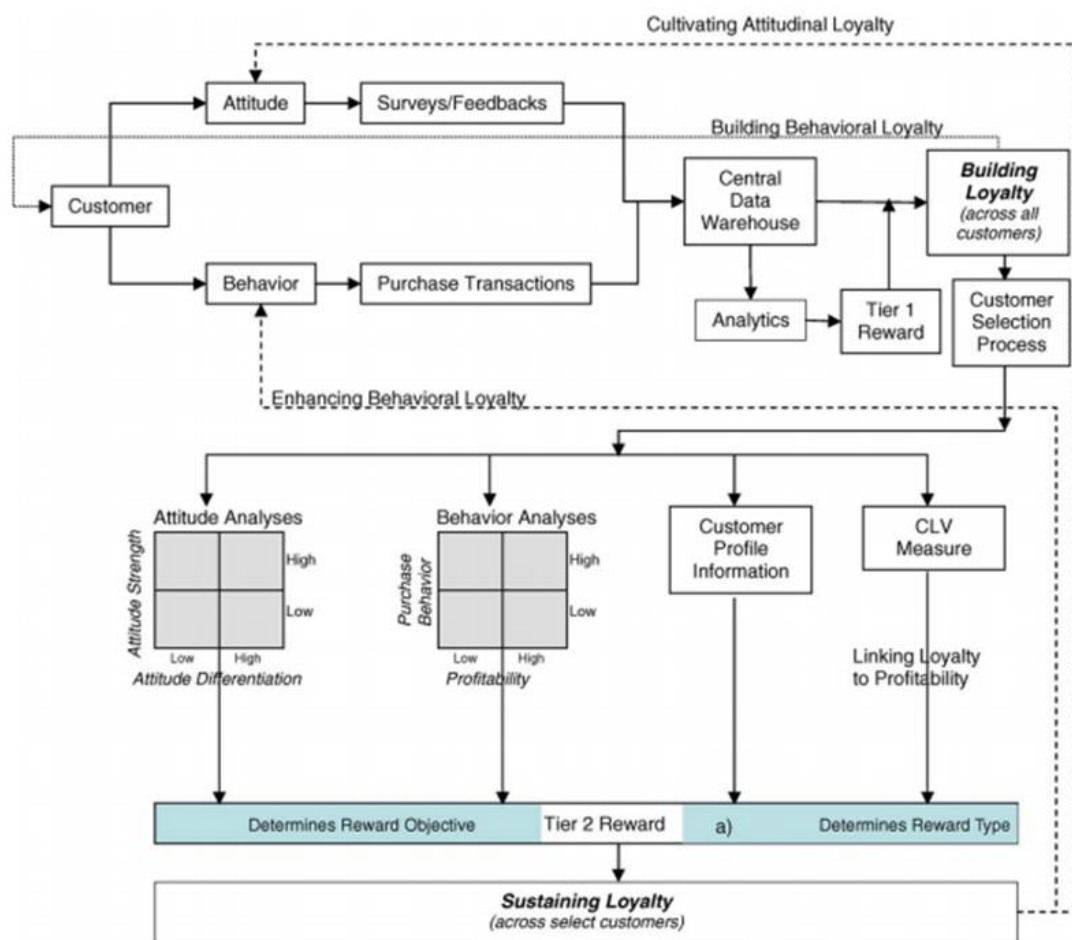 Cultivating Attitudinal Loyalty
Attitude
Surveys/Feedbacks
Building Behavioral Loyalty
Customer
Central
Data
Warehouse
Building
Loyalty
(across all
customers)
Behavior
Purchase Transactions
Analytics
Tier 1
Reward
Customer
Selection
Process
Enhancing Behavioral Loyalty
Attitude Analyses
Attitude Strength
High
Low
Low
High
Attitude Differentiation
Behavior Analyses
Purchase
Behavior
High
Low
Low
High
Profitability
Customer
Profile
Information
CLV
Measure
Linking Loyalty
to Profitability
Determines Reward Objective
Tier 2 Reward
a)
Determines Reward Type
Sustaining Loyalty
(across select customers)